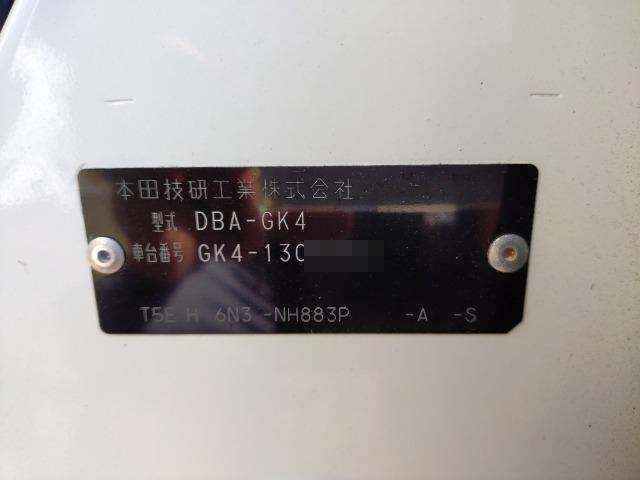 本田技研工業株式会社
型式 DBA-GK4
車台番号 GK4-130
T5E H 6N3 -NH883P -A -S